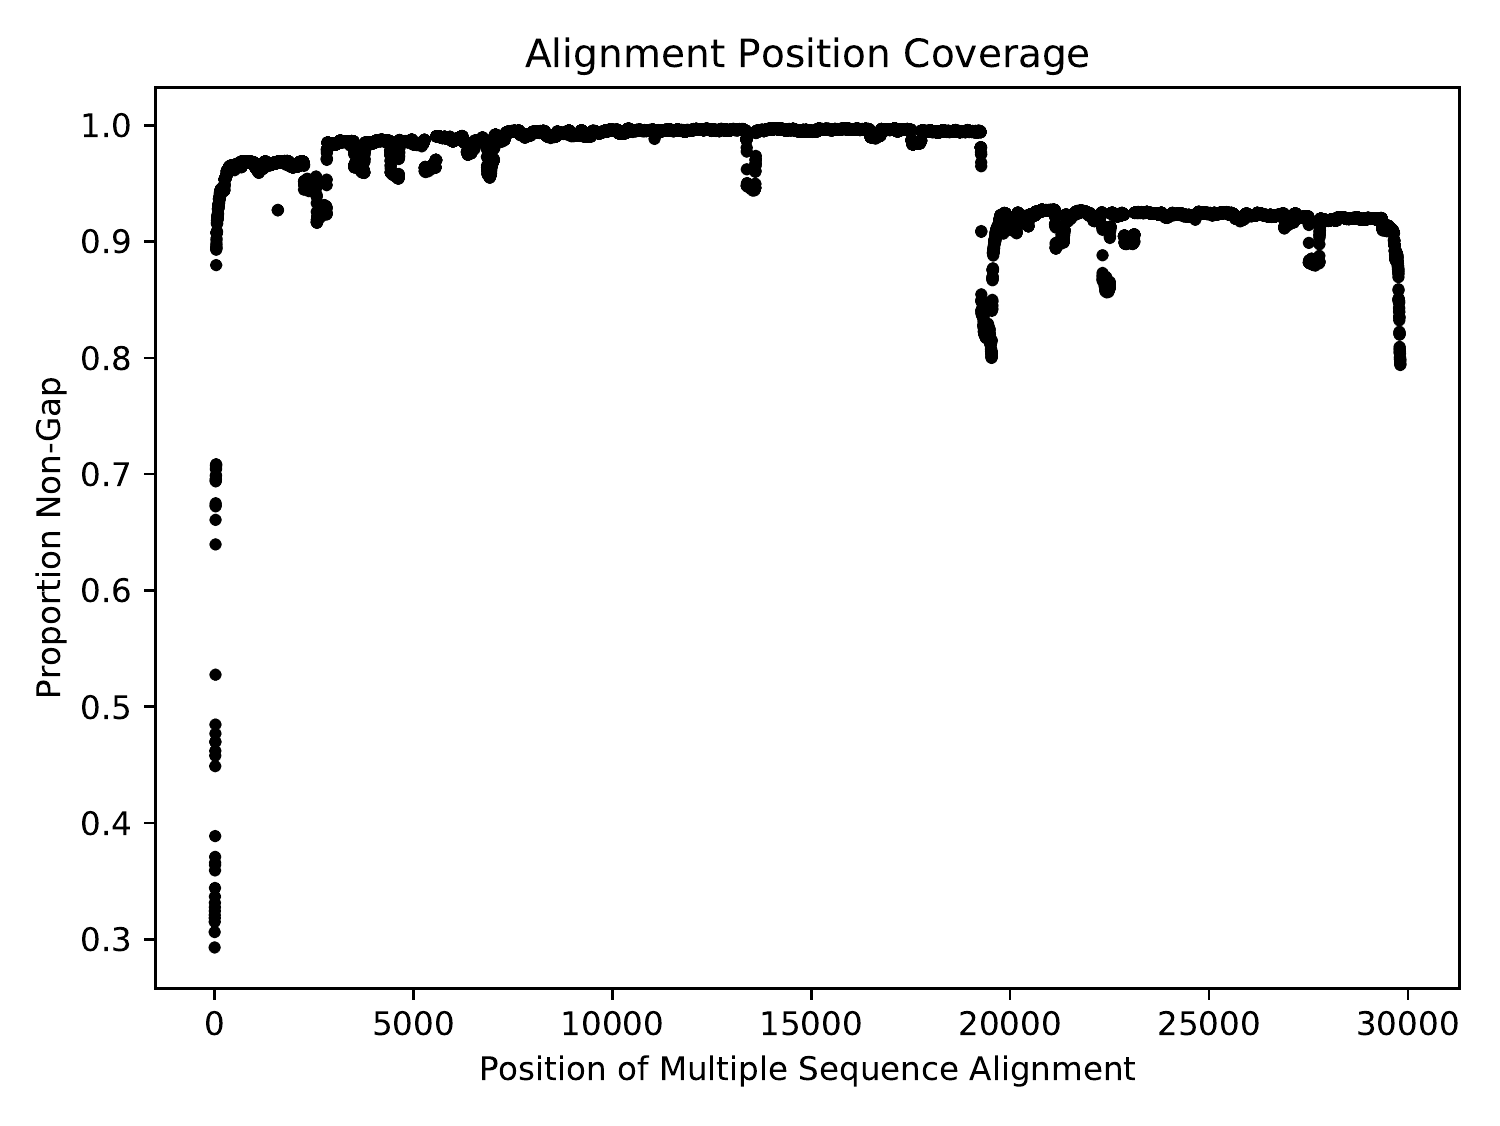 Alignment Position Coverage
Proportion Non-Gap
1.0
0.9
0.8
0.7
0.6
0.5
0.4
0.3
0 5000 10000 15000 20000 25000 30000
Position of Multiple Sequence Alignment